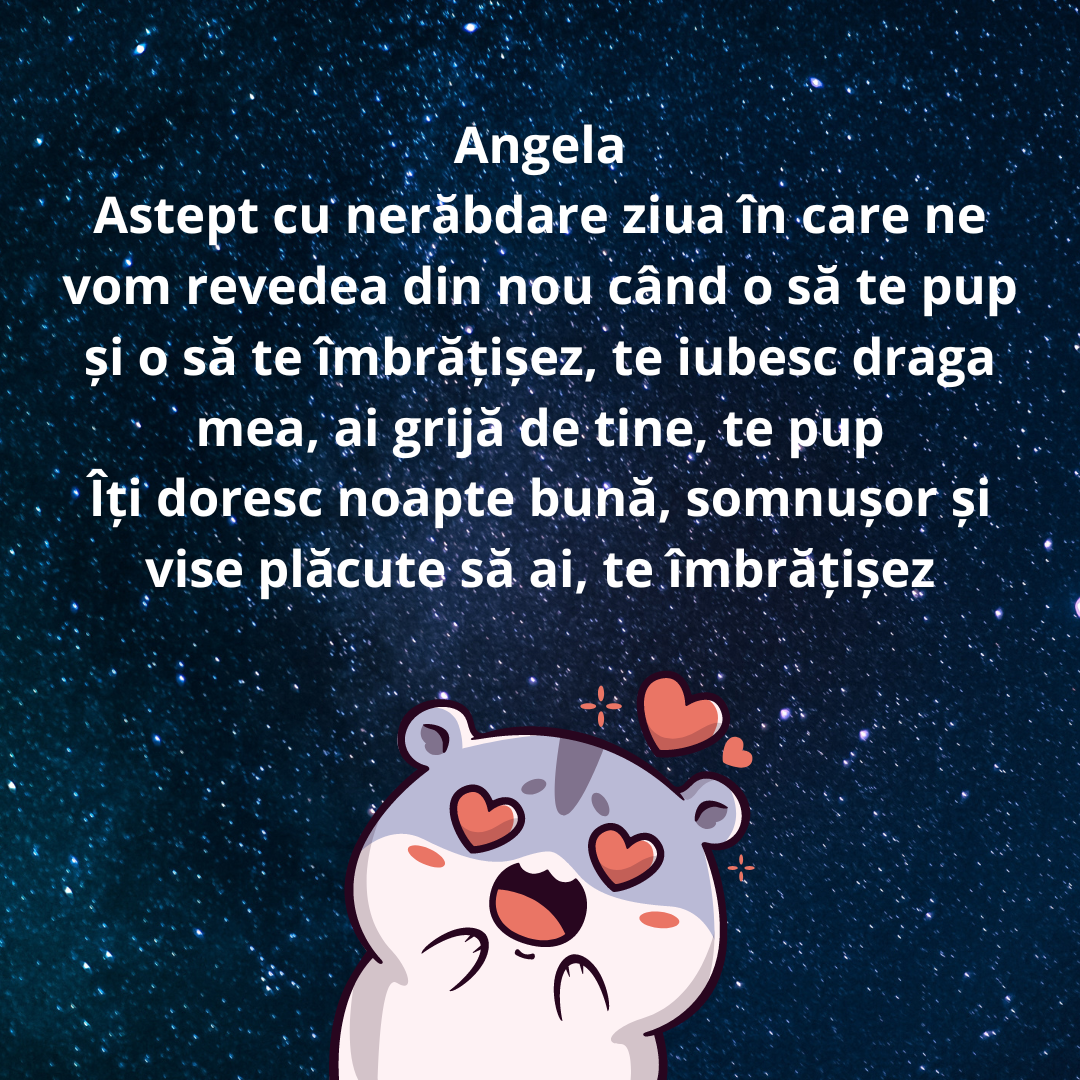 Angela
Astept cu nerăbdare ziua în care ne
vom revedea din nou când o să te pup
și o să te îmbrățișez, te iubesc draga
mea, ai grijă de tine, te pup
Îți doresc noapte bună, somnușor și
vise plăcute să ai, te îmbrățișez